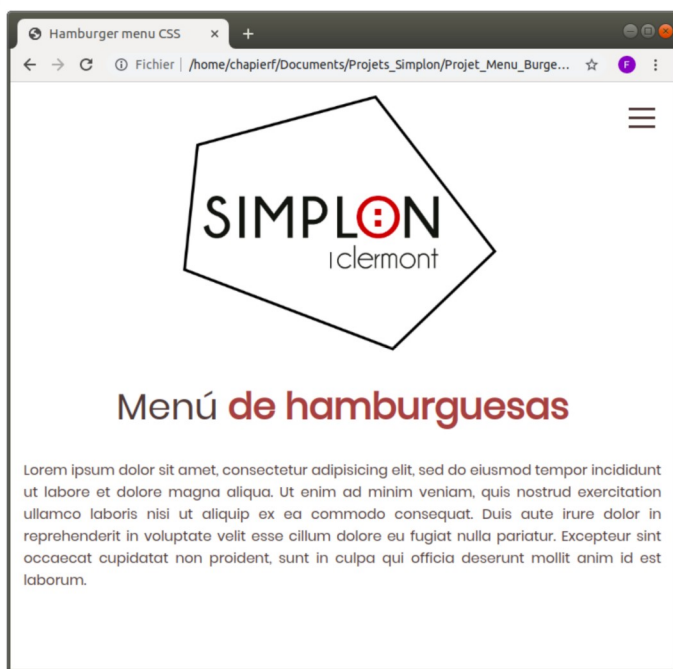 Hamburger menu CSS
Fichier | /home/chapierf/Documents/Projets_Simplon/Projet_Menu_Burge...
F
SIMPLON
clermont
Menú de hamburguesas
Lorem ipsum dolor sit amet, consectetur adipisicing elit, sed do eiusmod tempor incididunt
ut labore et dolore magna aliqua. Ut enim ad minim veniam, quis nostrud exercitation
ullamco laboris nisi ut aliquip ex ea commodo consequat. Duis aute irure dolor in
reprehenderit in voluptate velit esse cillum dolore eu fugiat nulla pariatur. Excepteur sint
occaecat cupidatat non proident, sunt in culpa qui officia deserunt mollit anim id est
laborum.